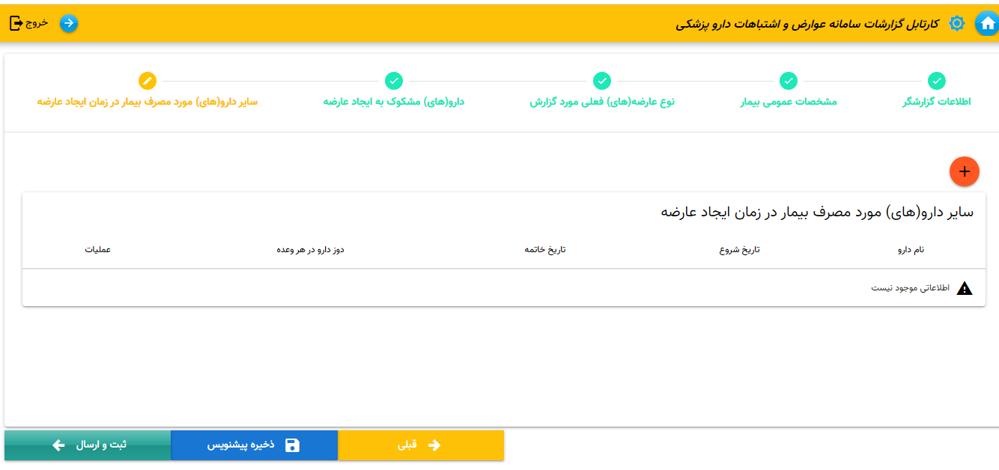 کارتابل گزارشات سامانه عوارض و اشتباهات دارو پزشکی
خروج
اطلاعات گزارشگر
مشخصات عمومی بیمار
نوع عارضه(های) فعلی مورد گزارش
دارو(های) مشکوک به ایجاد عارضه
سایر دارو(های) مورد مصرف بیمار در زمان ایجاد عارضه
سایر دارو(های) مورد مصرف بیمار در زمان ایجاد عارضه
نام دارو
تاریخ شروع
تاریخ خاتمه
دوز دارو در هر وعده
عملیات
اطلاعاتی موجود نیست
قبلی
ذخیره پیشنویس
ثبت و ارسال